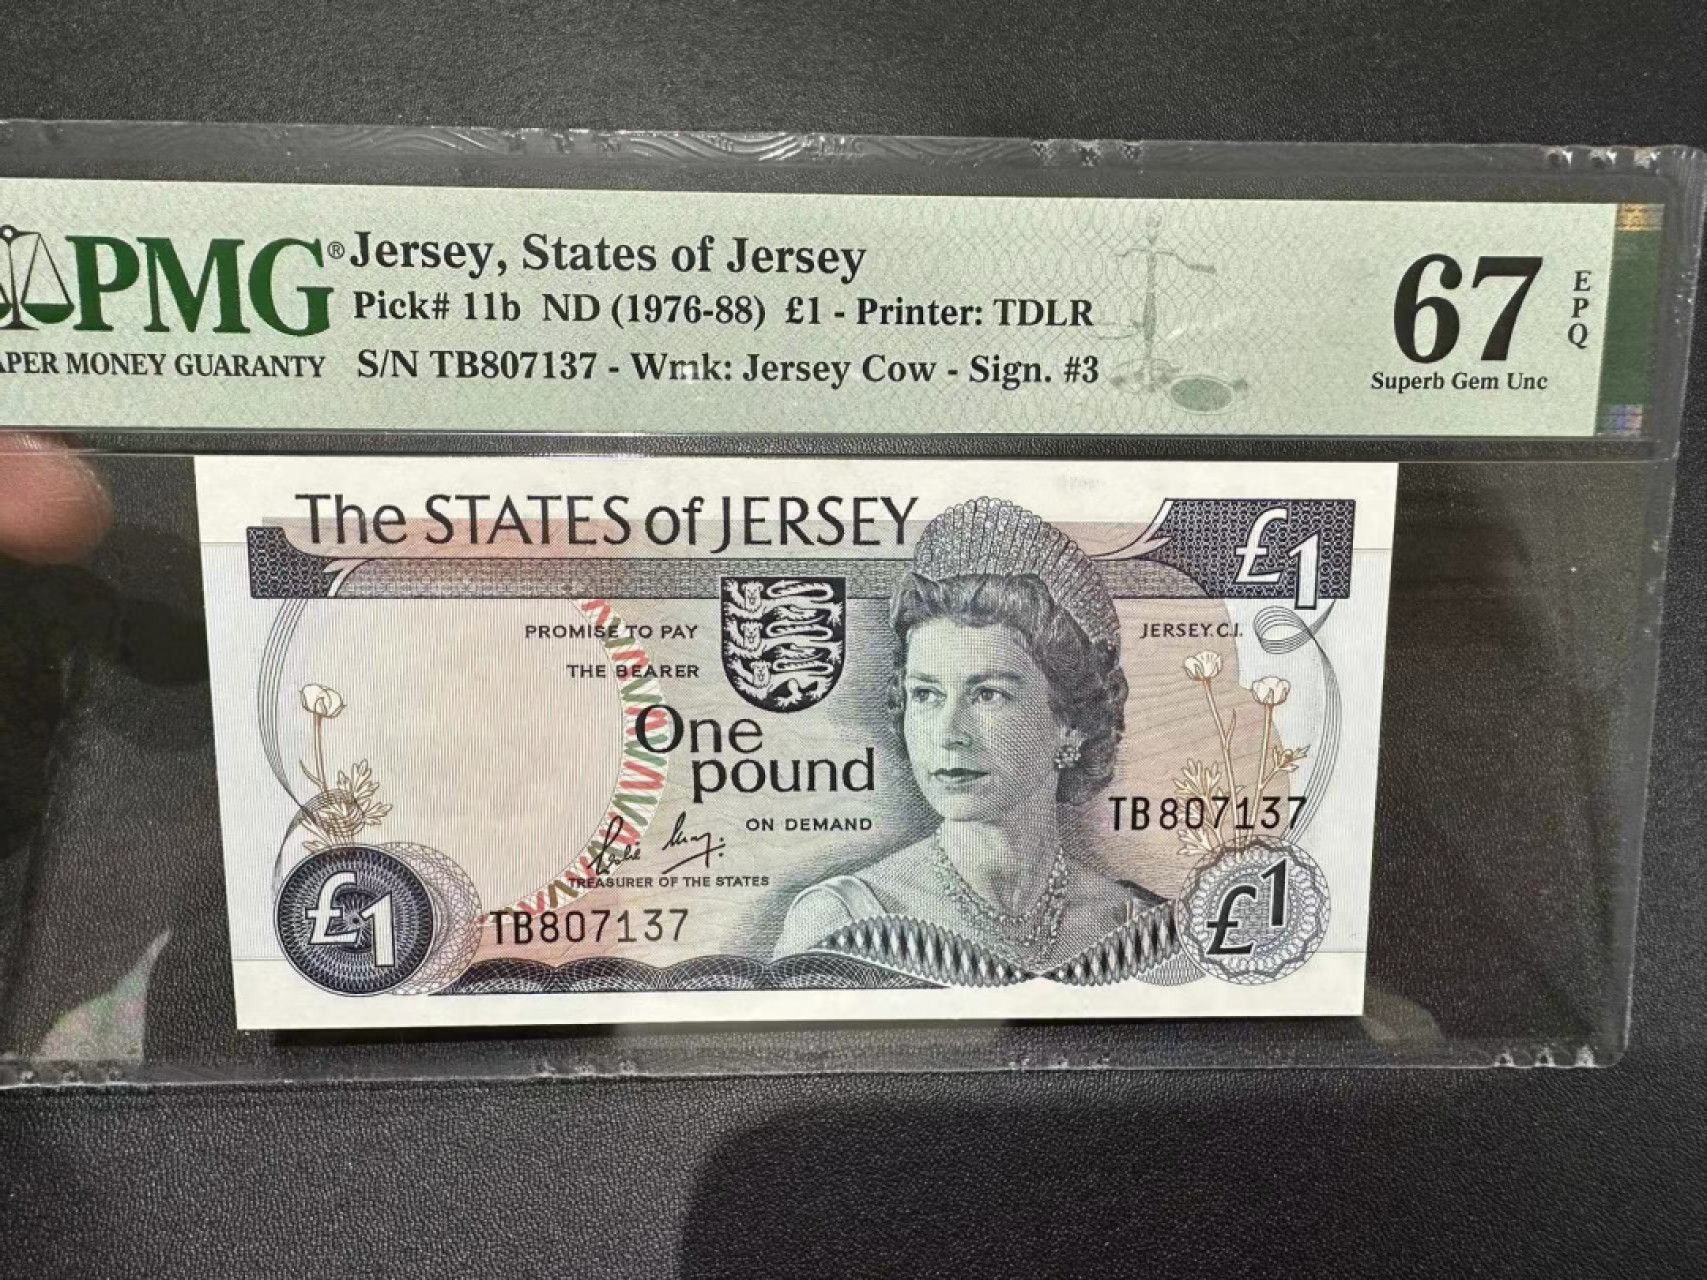 PMG® Jersey, States of Jersey
Pick# 11b ND (1976-88) £1 - Printer: TDLR
PAPER MONEY GUARANTY S/N TB807137 - Wmk: Jersey Cow - Sign. #3
67 EPQ
Superb Gem Unc
The STATES of JERSEY
£1
PROMISE TO PAY
JERSEY.C.I.
THE BEARER
One
pound
TB807137
ON DEMAND
TREASURER OF THE STATES
£1
TB807137
£1